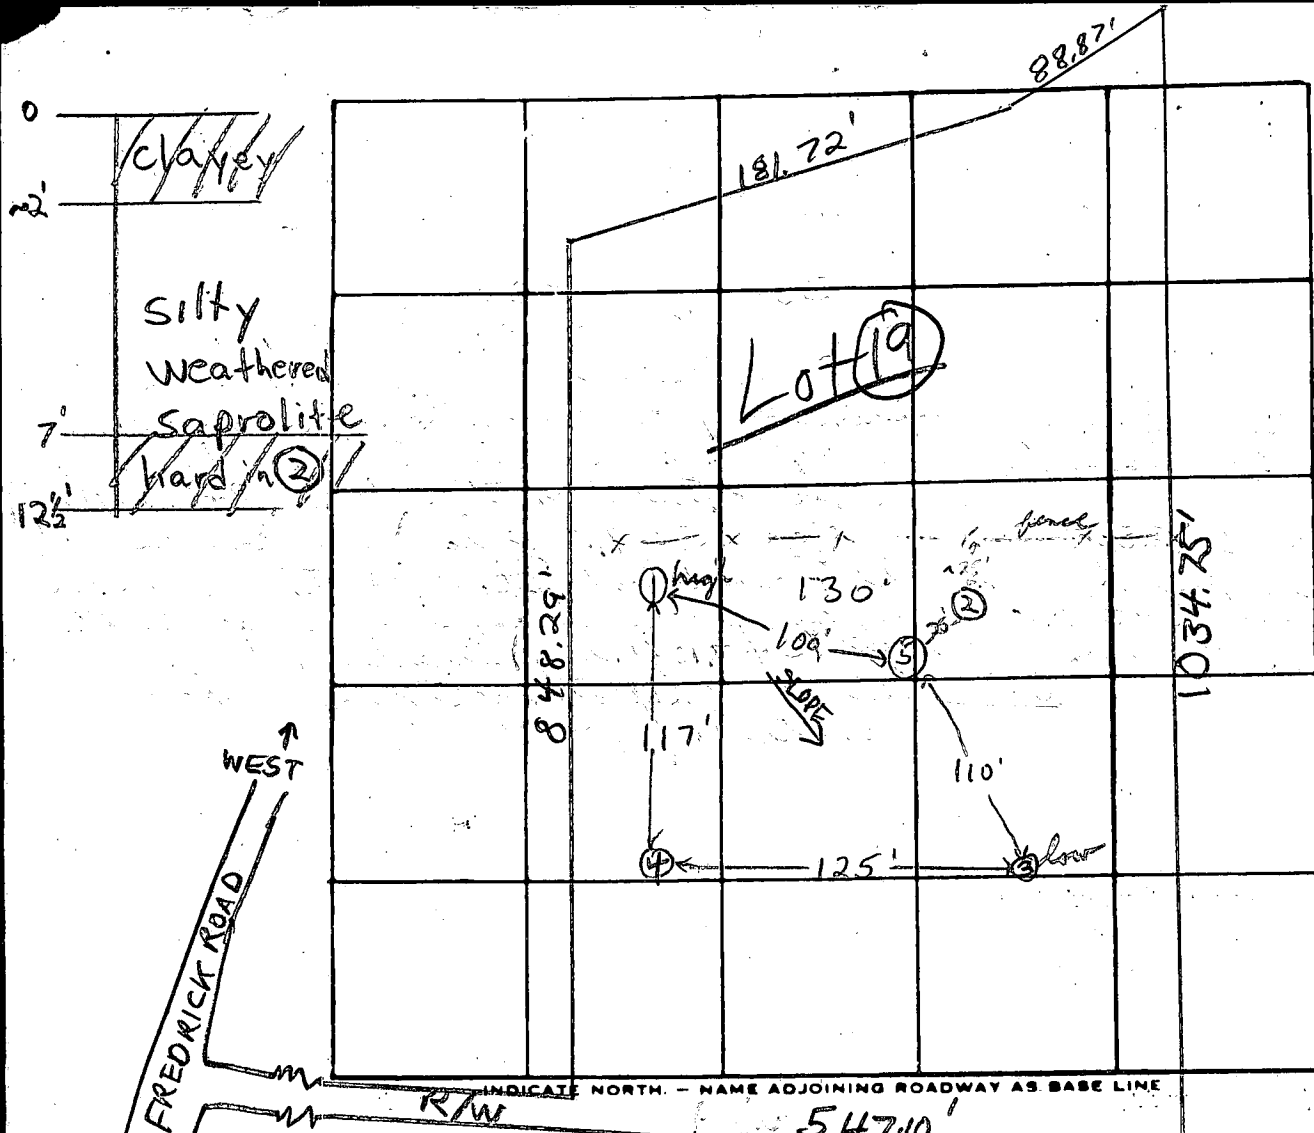 88.87'
181.72'
0
clayey
~2'
silty
weathered
saprolite
7'
hard in 2
12½'
Lot 19
fence
1 high
130'
~25'
2
100'
5
848.29'
1034.75'
SLOPE
117'
110'
WEST
4
125'
3 low
FREDRICK ROAD
INDICATE NORTH. — NAME ADJOINING ROADWAY AS BASE LINE
R/W